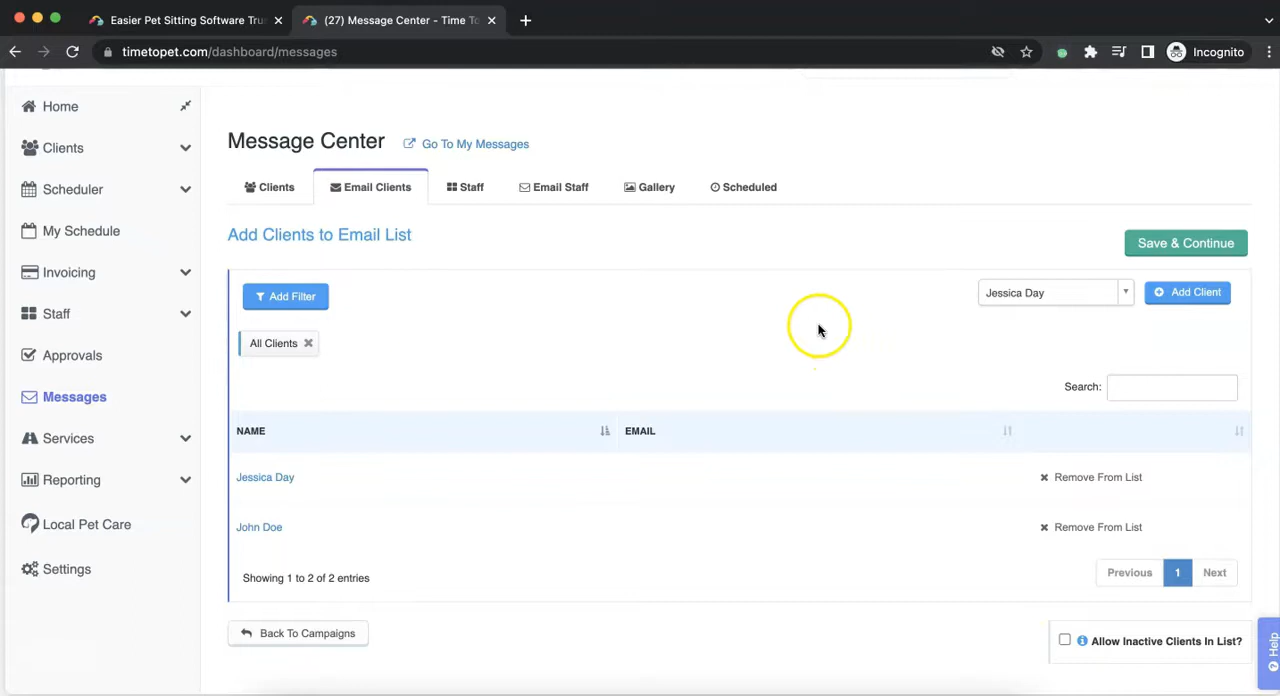 Easier Pet Sitting Software Tru
(27) Message Center - Time To
timetopet.com/dashboard/messages
Incognito
Home
Clients
Scheduler
My Schedule
Invoicing
Staff
Approvals
Messages
Services
Reporting
Local Pet Care
Settings
Message Center
Go To My Messages
Clients
Email Clients
Staff
Email Staff
Gallery
Scheduled
Add Clients to Email List
Save & Continue
Add Filter
Jessica Day
Add Client
All Clients
Search:
NAME
EMAIL
Jessica Day
Remove From List
John Doe
Remove From List
Showing 1 to 2 of 2 entries
Previous
1
Next
Back To Campaigns
Allow Inactive Clients In List?
Help